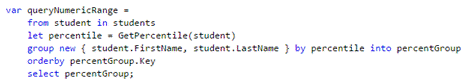 var queryNumericRange =
from student in students
let percentile = GetPercentile(student)
group new { student.FirstName, student.LastName } by percentile into percentGroup
orderby percentGroup.Key
select percentGroup;